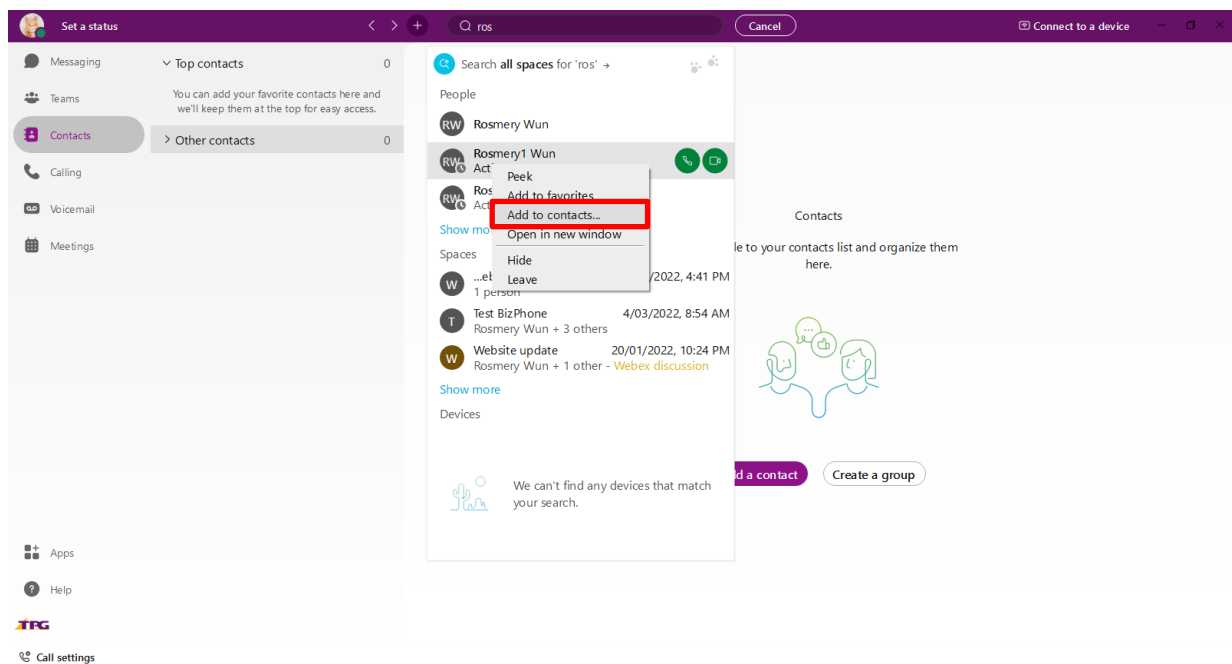 Set a status
ros
Cancel
Connect to a device
Messaging
Teams
Contacts
Calling
Voicemail
Meetings
Top contacts 0
You can add your favorite contacts here and
we'll keep them at the top for easy access.
Other contacts 0
Search all spaces for 'ros' →
People
RW Rosmery Wun
RW Rosmery1 Wun
Act
RW Ros
Act
Show mo
Peek
Add to favorites
Add to contacts...
Open in new window
Hide
Leave
Spaces
W ...eb /2022, 4:41 PM
1 person
T Test BizPhone 4/03/2022, 8:54 AM
Rosmery Wun + 3 others
W Website update 20/01/2022, 10:24 PM
Rosmery Wun + 1 other - Webex discussion
Show more
Devices
We can't find any devices that match
your search.
Contacts
le to your contacts list and organize them
here.
d a contact
Create a group
Apps
Help
TPG
Call settings